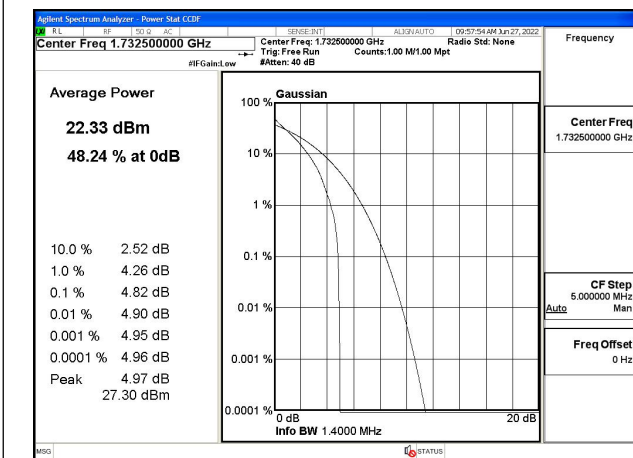 Agilent Spectrum Analyzer - Power Stat CCDF
RL RF 50 Ω AC SENSE:INT ALIGN AUTO 09:57:54 AM Jun 27, 2022
Center Freq 1.732500000 GHz
Center Freq: 1.732500000 GHz Radio Std: None
Trig: Free Run Counts:1.00 M/1.00 Mpt
#IFGain:Low #Atten: 40 dB
Frequency
Average Power
22.33 dBm
48.24 % at 0dB
10.0 % 2.52 dB
1.0 % 4.26 dB
0.1 % 4.82 dB
0.01 % 4.90 dB
0.001 % 4.95 dB
0.0001 % 4.96 dB
Peak 4.97 dB
27.30 dBm
Gaussian
100 %
10 %
1 %
0.1 %
0.01 %
0.001 %
0.0001 %
0 dB 20 dB
Info BW 1.4000 MHz
Center Freq
1.732500000 GHz
CF Step
5.000000 MHz
Auto Man
Freq Offset
0 Hz
MSG STATUS